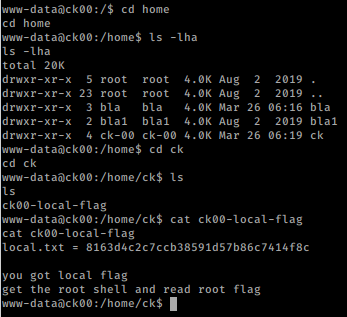 www-data@ck00:/$ cd home
cd home
www-data@ck00:/home$ ls -lha
ls -lha
total 20K
drwxr-xr-x  5 root  root  4.0K Aug  2  2019 .
drwxr-xr-x 23 root  root  4.0K Aug  2  2019 ..
drwxr-xr-x  3 bla   bla   4.0K Mar 26 06:16 bla
drwxr-xr-x  2 bla1  bla1  4.0K Aug  2  2019 bla1
drwxr-xr-x  4 ck-00 ck-00 4.0K Mar 26 06:19 ck
www-data@ck00:/home$ cd ck
cd ck
www-data@ck00:/home/ck$ ls
ls
ck00-local-flag
www-data@ck00:/home/ck$ cat ck00-local-flag
cat ck00-local-flag
local.txt = 8163d4c2c7ccb38591d57b86c7414f8c
you got local flag
get the root shell and read root flag
www-data@ck00:/home/ck$